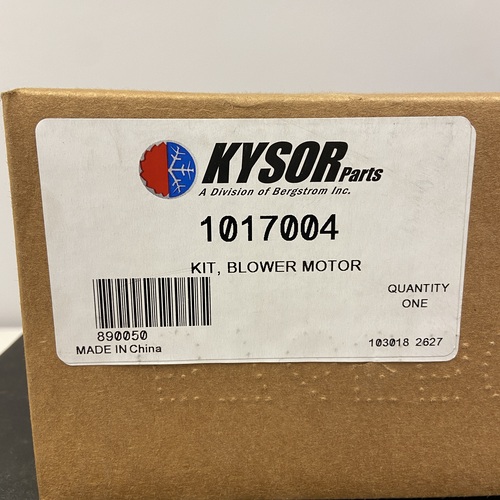 KYSOR Parts
A Division of Bergstrom Inc.
1017004
KIT, BLOWER MOTOR
QUANTITY
ONE
890050
MADE IN China
103018 2627